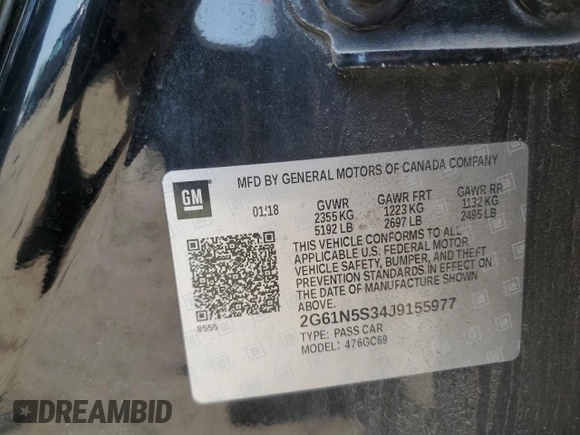 MFD BY GENERAL MOTORS OF CANADA COMPANY
GM
01/18
GVWR GAWR FRT GAWR RR
2355 KG 1223 KG 1132 KG
5192 LB 2697 LB 2495 LB
THIS VEHICLE CONFORMS TO ALL
APPLICABLE U.S. FEDERAL MOTOR
VEHICLE SAFETY, BUMPER, AND THEFT
PREVENTION STANDARDS IN EFFECT ON
THE DATE OF MANUFACTURE SHOWN
ABOVE.
8555
2G61N5S34J9155977
TYPE: PASS CAR
MODEL: 476GC69
DREAMBID